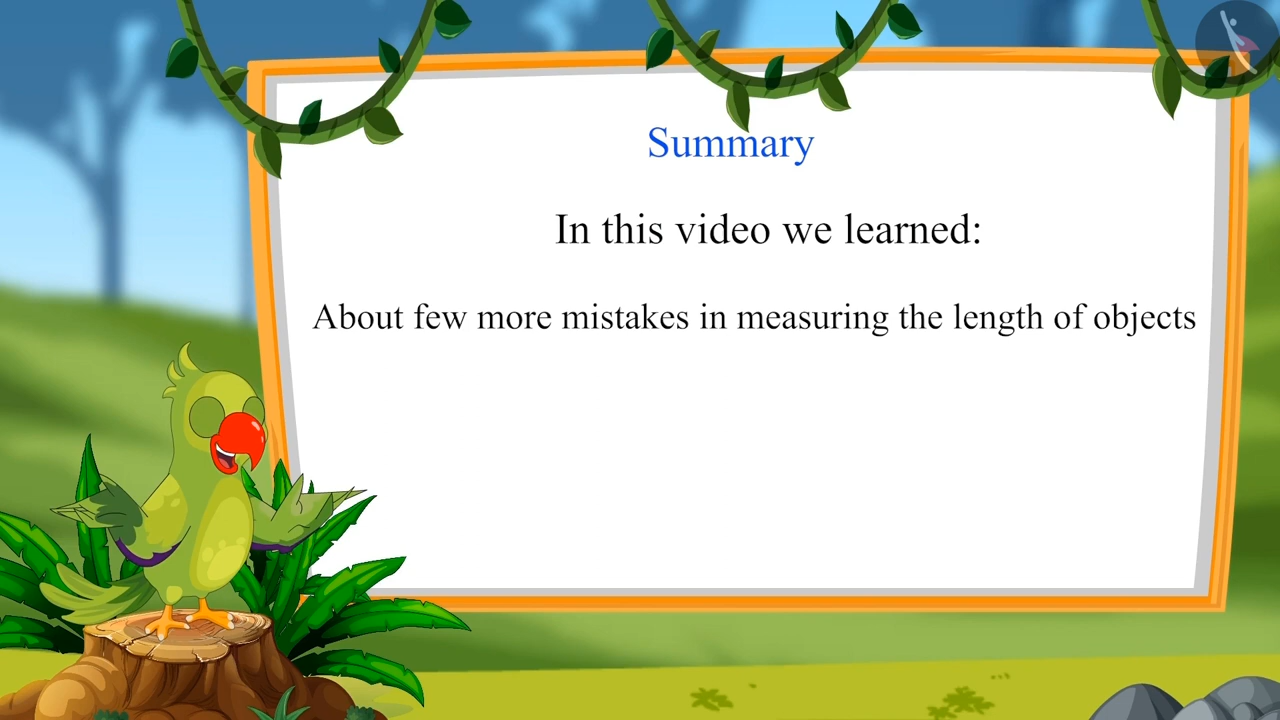 Summary
In this video we learned:
About few more mistakes in measuring the length of objects